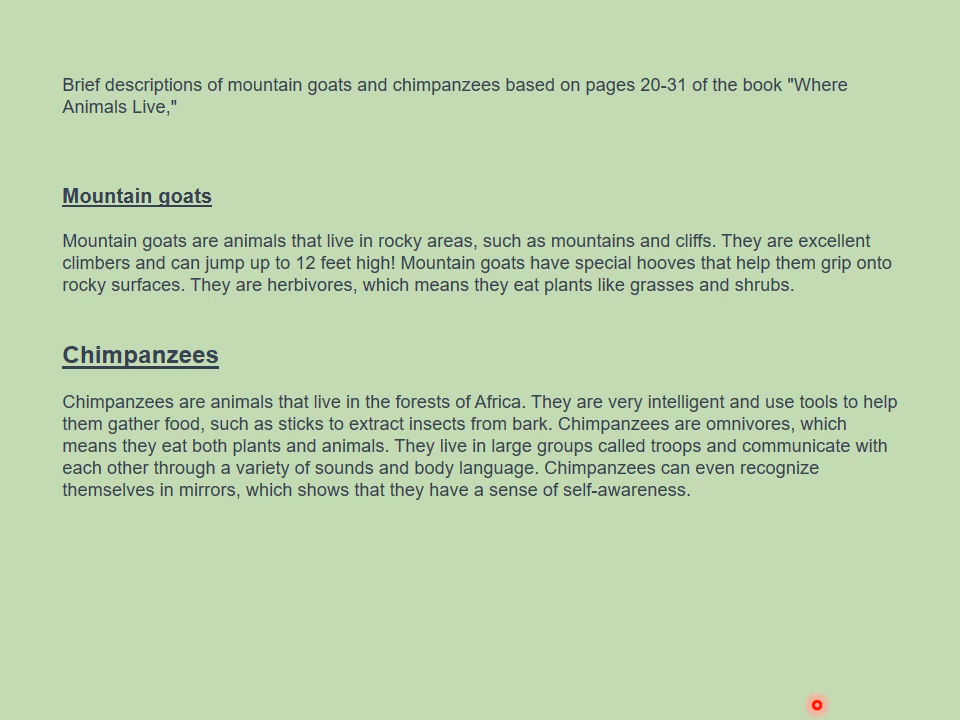 Brief descriptions of mountain goats and chimpanzees based on pages 20-31 of the book "Where
Animals Live,"
Mountain goats
Mountain goats are animals that live in rocky areas, such as mountains and cliffs. They are excellent
climbers and can jump up to 12 feet high! Mountain goats have special hooves that help them grip onto
rocky surfaces. They are herbivores, which means they eat plants like grasses and shrubs.
Chimpanzees
Chimpanzees are animals that live in the forests of Africa. They are very intelligent and use tools to help
them gather food, such as sticks to extract insects from bark. Chimpanzees are omnivores, which
means they eat both plants and animals. They live in large groups called troops and communicate with
each other through a variety of sounds and body language. Chimpanzees can even recognize
themselves in mirrors, which shows that they have a sense of self-awareness.